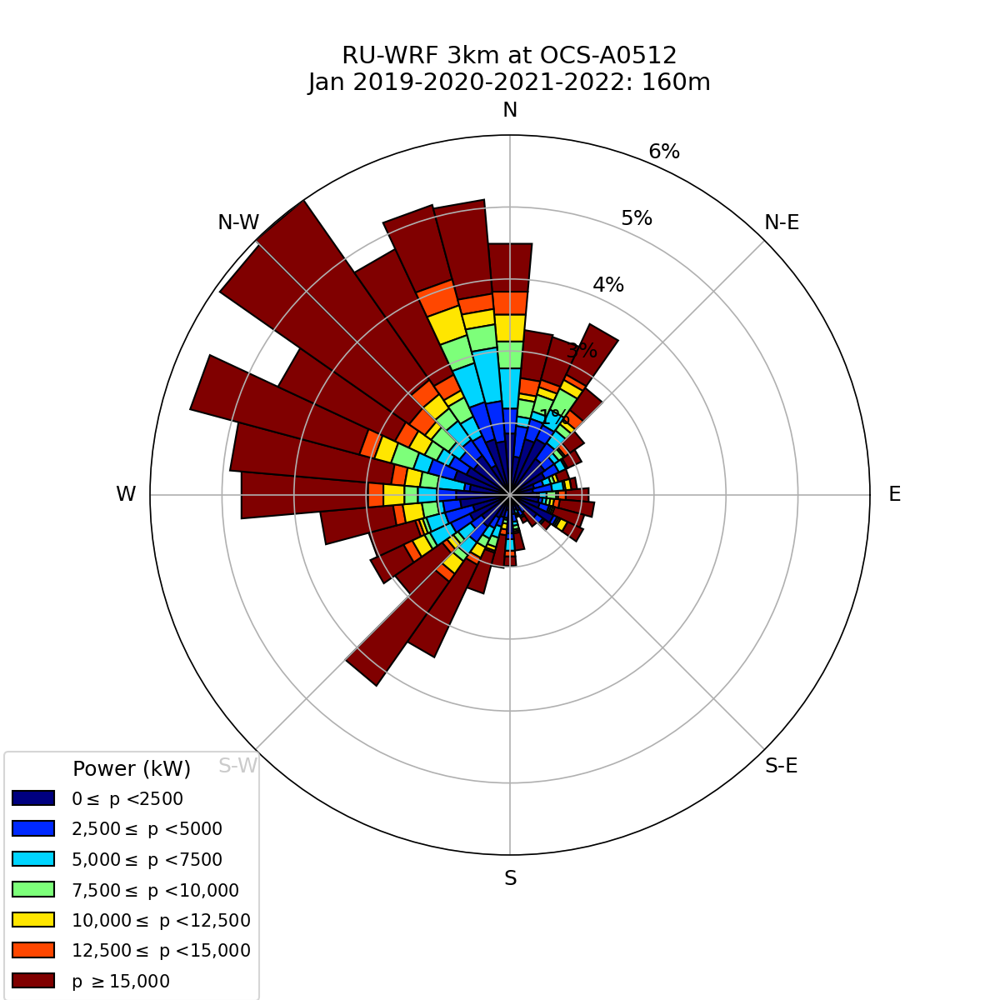 RU-WRF 3km at OCS-A0512
Jan 2019-2020-2021-2022: 160m
N
6%
N-W
5%
N-E
4%
3%
1%
W
E
S-W
S-E
S
Power (kW)
0≤ p <2500
2,500≤ p <5000
5,000≤ p <7500
7,500≤ p <10,000
10,000≤ p <12,500
12,500≤ p <15,000
p ≥15,000